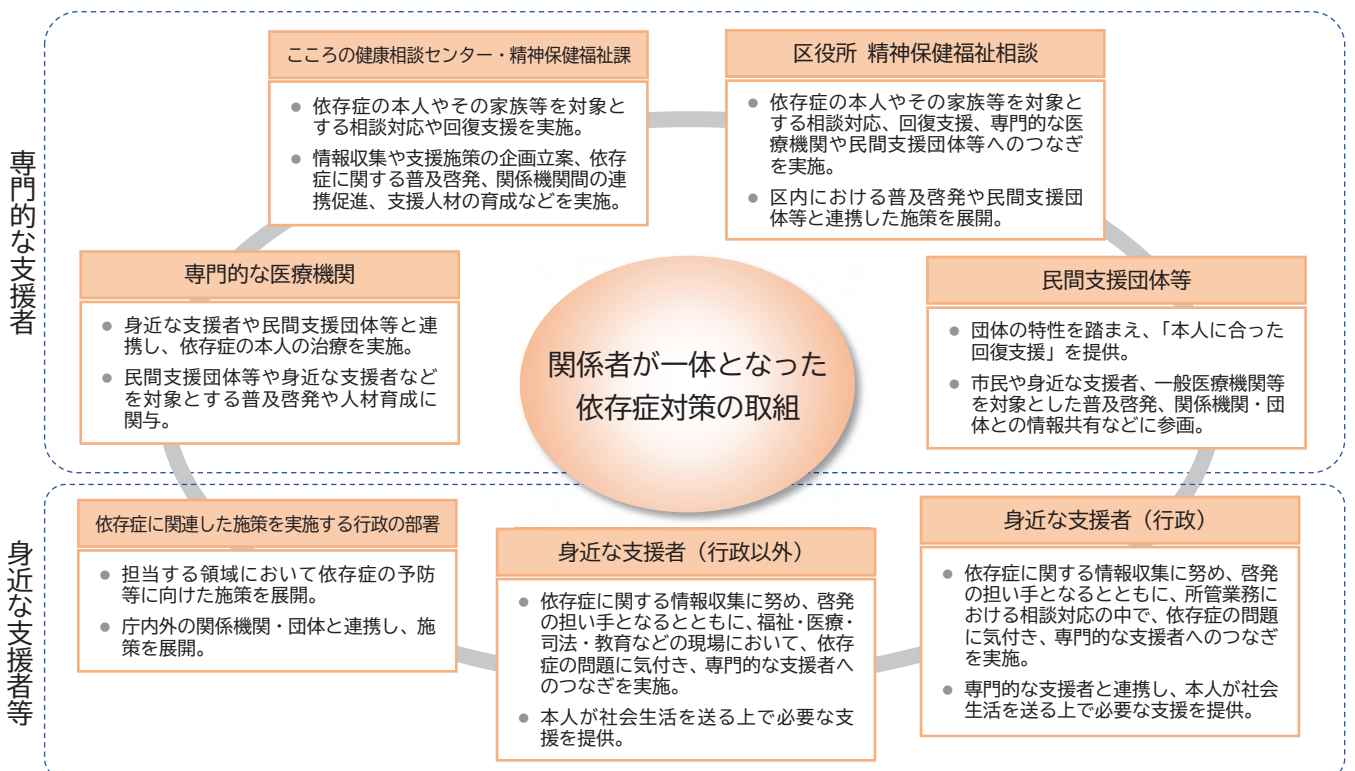 専門的な支援者
こころの健康相談センター・精神保健福祉課
● 依存症の本人やその家族等を対象と
する相談対応や回復支援を実施。
● 情報収集や支援施策の企画立案、依存
症に関する普及啓発、関係機関間の連
携促進、支援人材の育成などを実施。
区役所 精神保健福祉相談
● 依存症の本人やその家族等を対象と
する相談対応、回復支援、専門的な医
療機関や民間支援団体等へのつなぎ
を実施。
● 区内における普及啓発や民間支援団
体等と連携した施策を展開。
専門的な医療機関
● 身近な支援者や民間支援団体等と連
携し、依存症の本人の治療を実施。
● 民間支援団体等や身近な支援者など
を対象とする普及啓発や人材育成に
関与。
関係者が一体となった
依存症対策の取組
民間支援団体等
● 団体の特性を踏まえ、「本人に合った
回復支援」を提供。
● 市民や身近な支援者、一般医療機関等
を対象とした普及啓発、関係機関・団
体との情報共有などに参画。
身近な支援者等
依存症に関連した施策を実施する行政の部署
● 担当する領域において依存症の予防
等に向けた施策を展開。
● 庁内外の関係機関・団体と連携し、施
策を展開。
身近な支援者（行政以外）
● 依存症に関する情報収集に努め、啓発
の担い手となるとともに、福祉・医療・
司法・教育などの現場において、依存
症の問題に気付き、専門的な支援者へ
のつなぎを実施。
● 本人が社会生活を送る上で必要な支
援を提供。
身近な支援者（行政）
● 依存症に関する情報収集に努め、啓発
の担い手となるとともに、所管業務に
おける相談対応の中で、依存症の問題
に気付き、専門的な支援者へのつなぎ
を実施。
● 専門的な支援者と連携し、本人が社会
生活を送る上で必要な支援を提供。